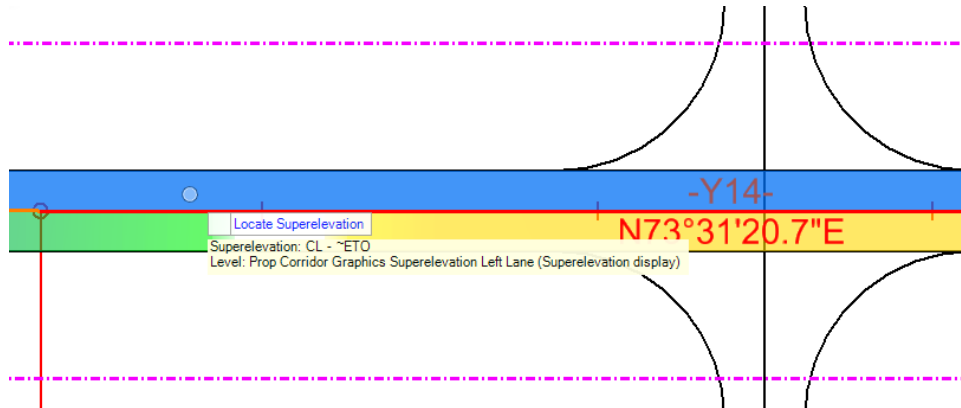 -Y14-
Locate Superelevation
N73°31'20.7"E
Superelevation: CL - ~ETO
Level: Prop Corridor Graphics Superelevation Left Lane (Superelevation display)